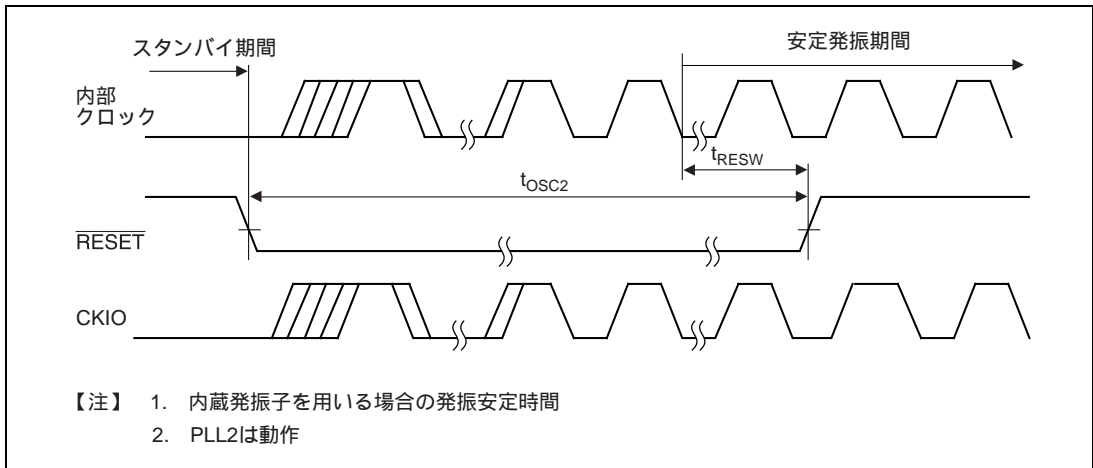 スタンバイ期間
安定発振期間
内部
クロック
tRESW
tOSC2
RESET
CKIO
【注】 1. 内蔵発振子を用いる場合の発振安定時間
2. PLL2は動作